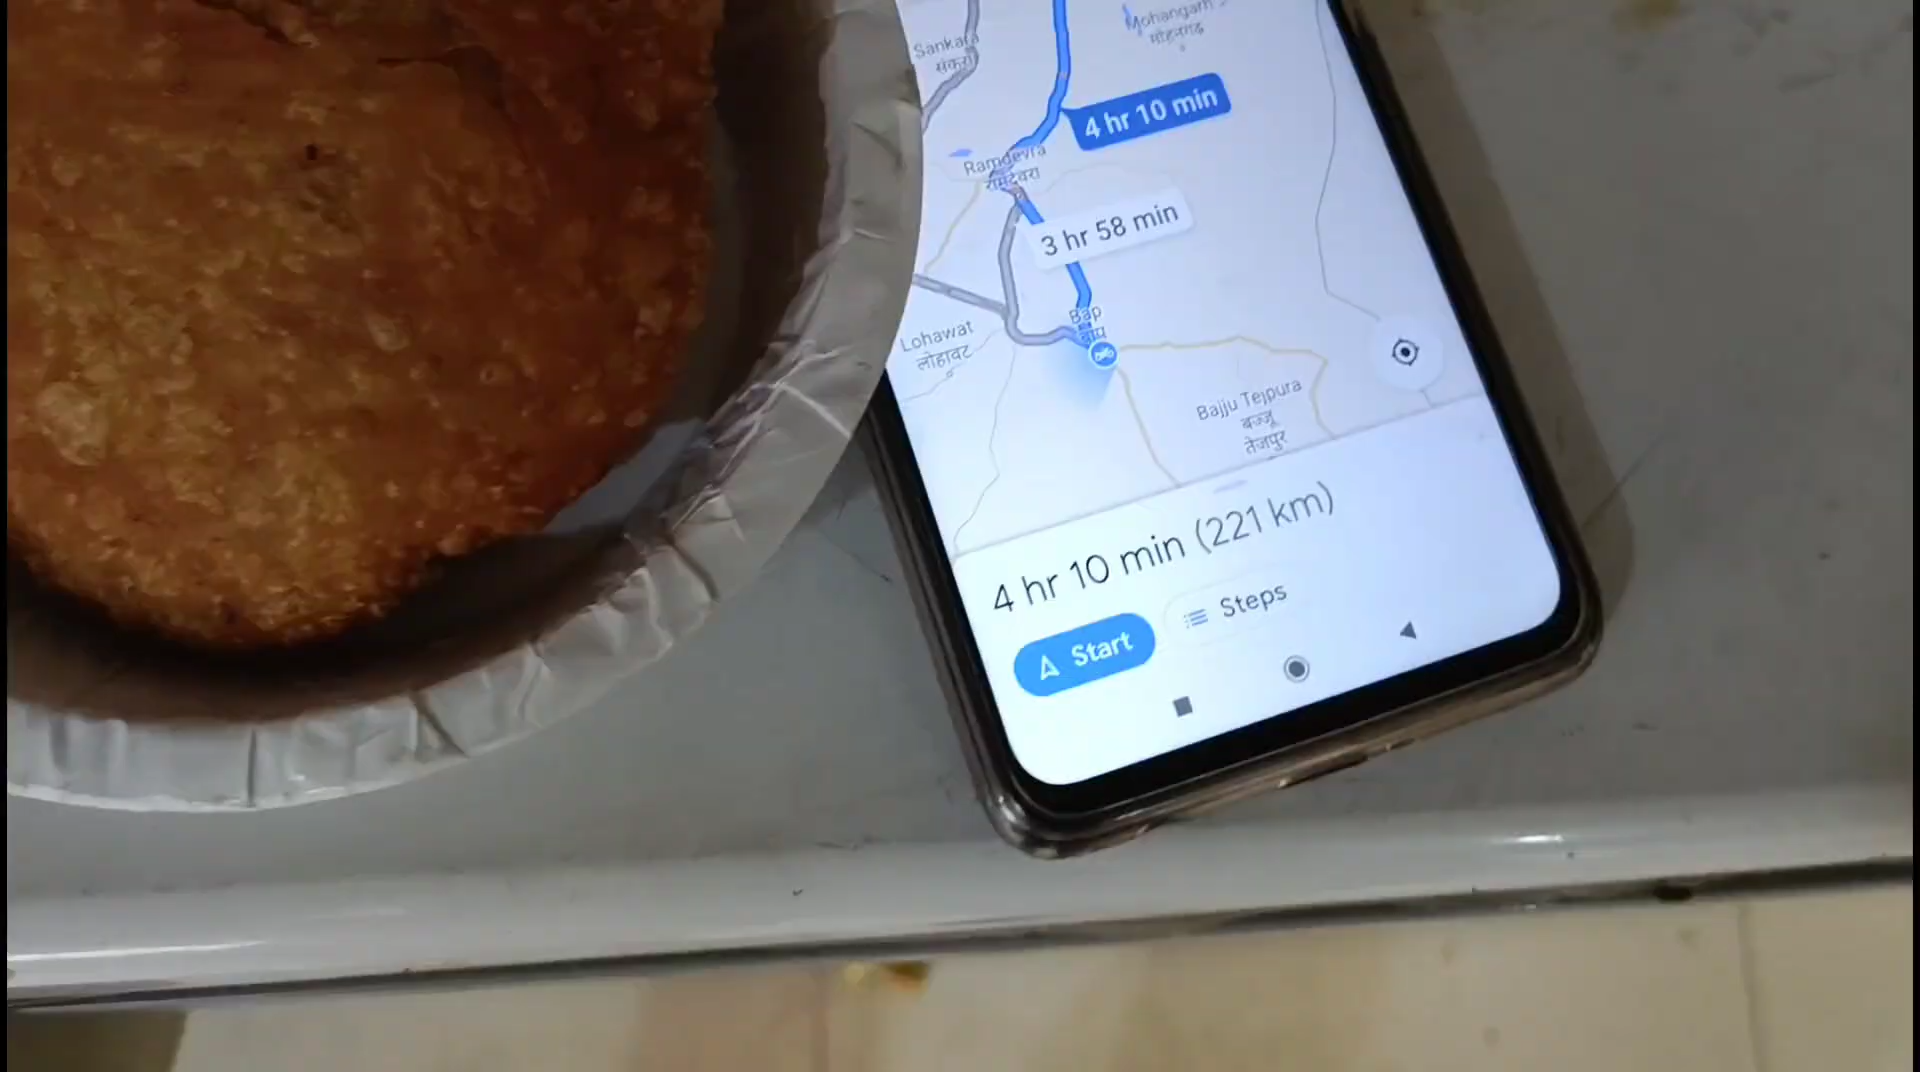 Mohangarh
मोहनगढ़
Sankara
संकरा
4 hr 10 min
Ramdevra
रामदेवरा
3 hr 58 min
Bap
बाप
Lohawat
लोहावट
Bajju Tejpura
बज्जू
तेजपुर
4 hr 10 min (221 km)
Start
Steps